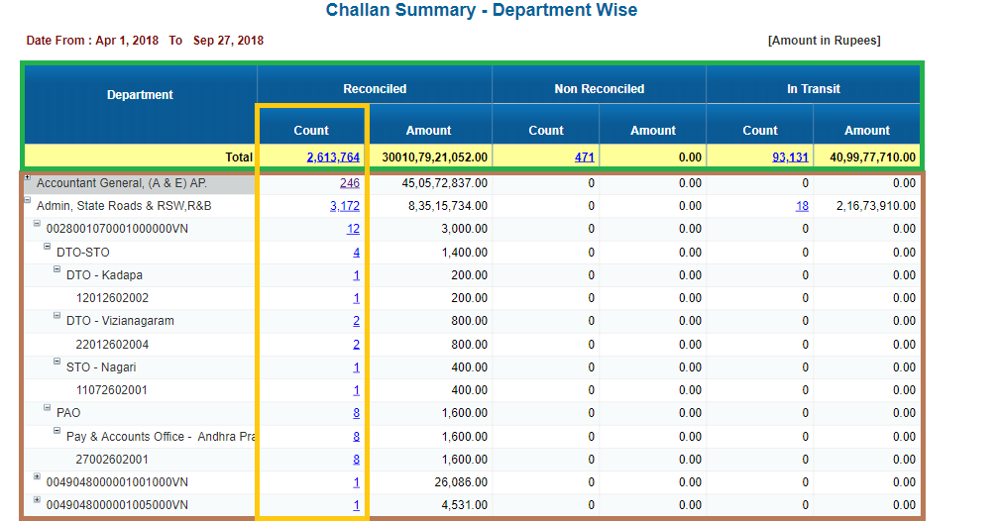 Challan Summary - Department Wise
Date From : Apr 1, 2018 To Sep 27, 2018 [Amount in Rupees]
Department Reconciled Non Reconciled In Transit
Count Amount Count Amount Count Amount
Total 2,613,764 30010,79,21,052.00 471 0.00 93,131 40,99,77,710.00
Accountant General, (A & E) AP. 246 45,05,72,837.00 0 0.00 0 0.00
Admin, State Roads & RSW,R&B 3,172 8,35,15,734.00 0 0.00 18 2,16,73,910.00
0028001070001000000VN 12 3,000.00 0 0.00 0 0.00
DTO-STO 4 1,400.00 0 0.00 0 0.00
DTO - Kadapa 1 200.00 0 0.00 0 0.00
12012602002 1 200.00 0 0.00 0 0.00
DTO - Vizianagaram 2 800.00 0 0.00 0 0.00
22012602004 2 800.00 0 0.00 0 0.00
STO - Nagari 1 400.00 0 0.00 0 0.00
11072602001 1 400.00 0 0.00 0 0.00
PAO 8 1,600.00 0 0.00 0 0.00
Pay & Accounts Office - Andhra Pra 8 1,600.00 0 0.00 0 0.00
27002602001 8 1,600.00 0 0.00 0 0.00
0049048000001001000VN 1 26,086.00 0 0.00 0 0.00
0049048000001005000VN 1 4,531.00 0 0.00 0 0.00